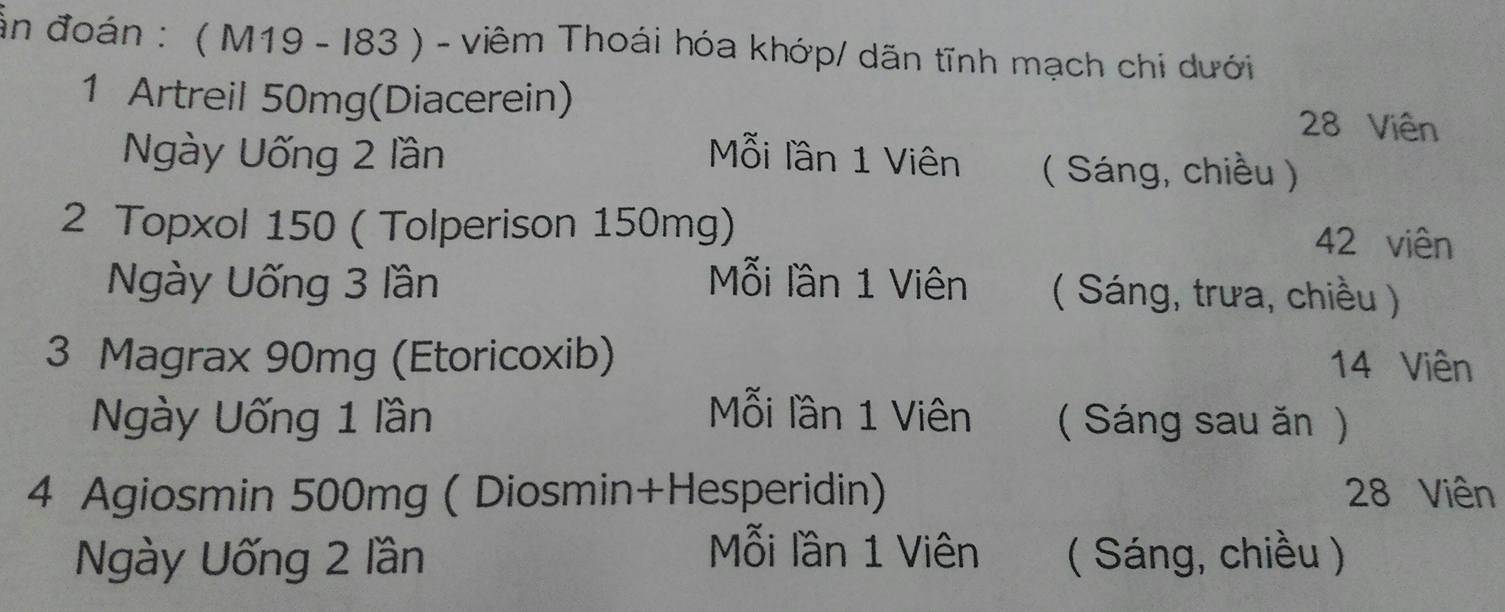 đoán : ( M19 - I83 ) - viêm Thoái hóa khớp/ dãn tĩnh mạch chi dưới
1 Artreil 50mg(Diacerein) 28 Viên
Ngày Uống 2 lần Mỗi lần 1 Viên ( Sáng, chiều )
2 Topxol 150 ( Tolperison 150mg) 42 viên
Ngày Uống 3 lần Mỗi lần 1 Viên ( Sáng, trưa, chiều )
3 Magrax 90mg (Etoricoxib) 14 Viên
Ngày Uống 1 lần Mỗi lần 1 Viên ( Sáng sau ăn )
4 Agiosmin 500mg ( Diosmin+Hesperidin) 28 Viên
Ngày Uống 2 lần Mỗi lần 1 Viên ( Sáng, chiều )